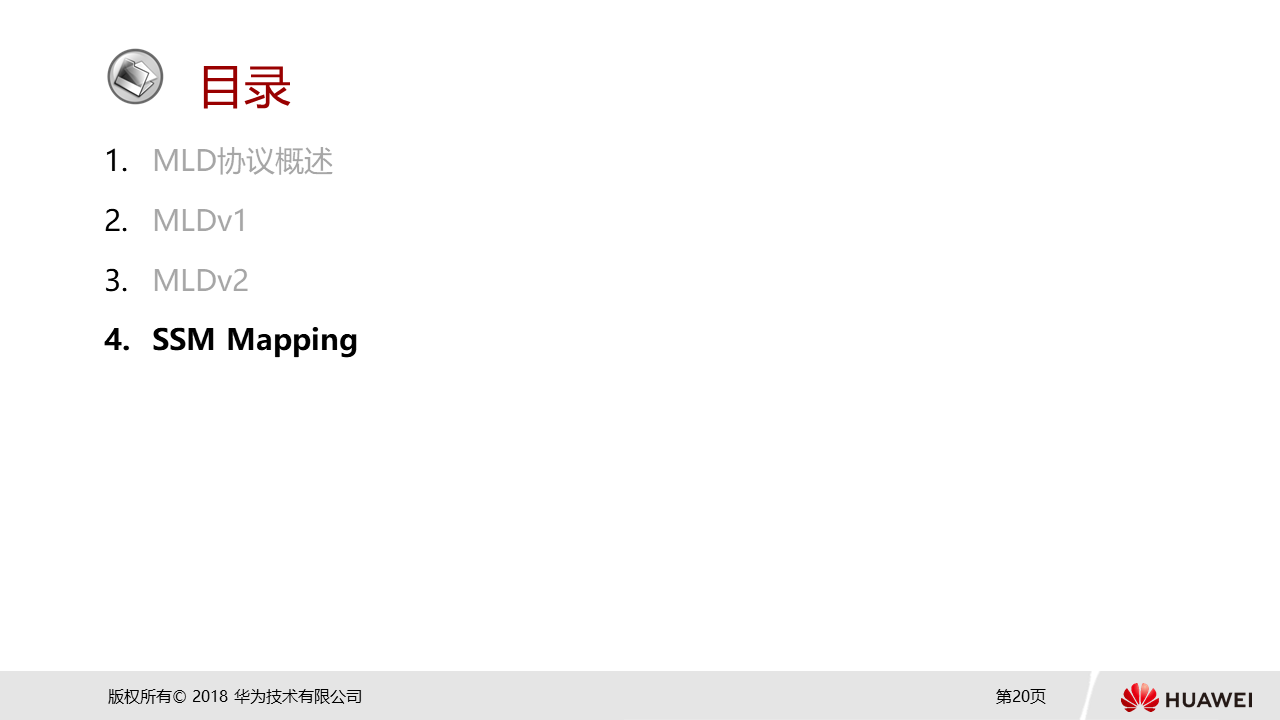 目录
1. MLD协议概述
2. MLDv1
3. MLDv2
4. SSM Mapping
版权所有© 2018 华为技术有限公司
第20页
HUAWEI